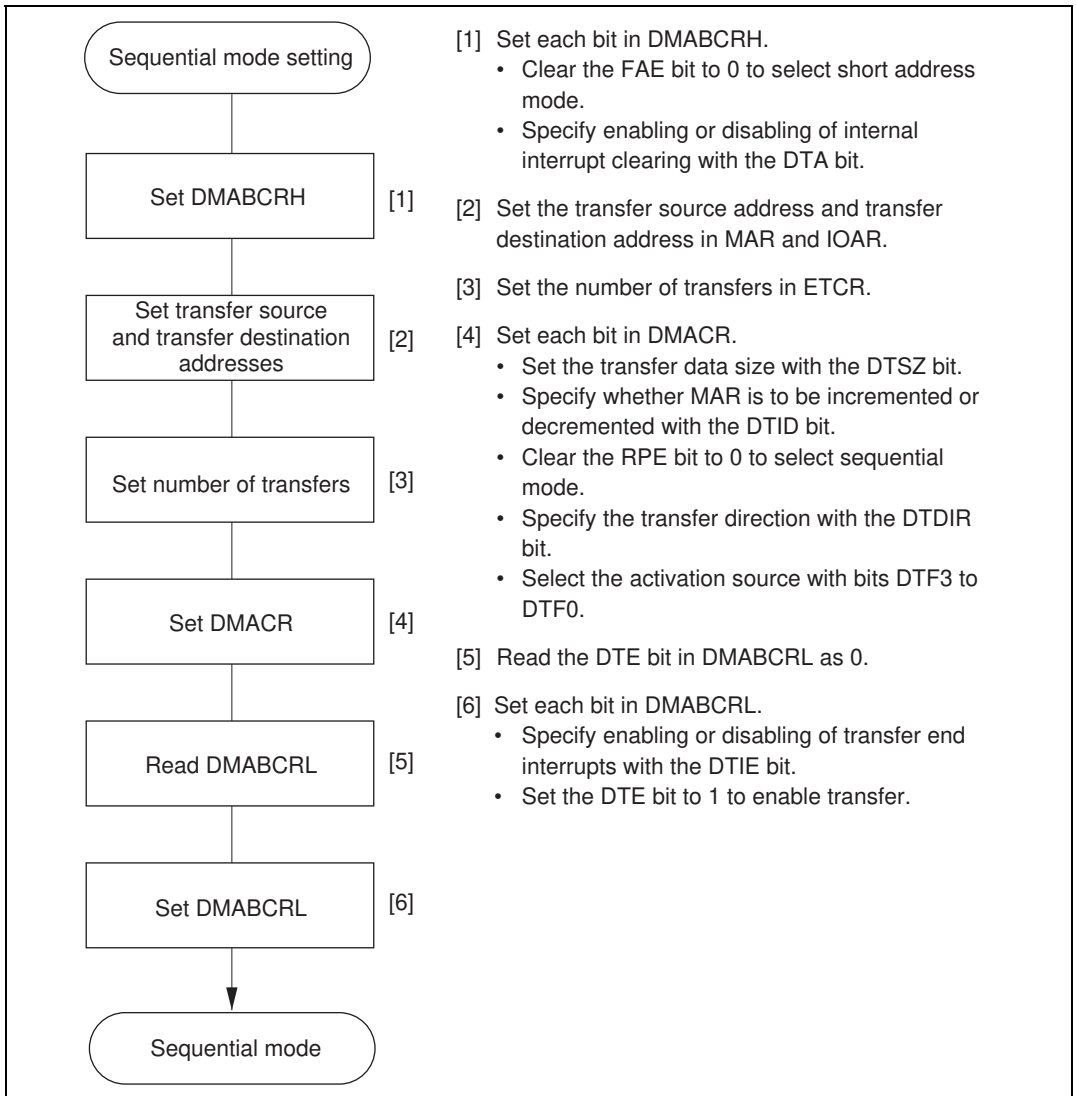 Sequential mode setting
Set DMABCRH
[1]
Set transfer source
and transfer destination
addresses
[2]
Set number of transfers
[3]
Set DMACR
[4]
Read DMABCRL
[5]
Set DMABCRL
[6]
Sequential mode
[1] Set each bit in DMABCRH.
• Clear the FAE bit to 0 to select short address
mode.
• Specify enabling or disabling of internal
interrupt clearing with the DTA bit.
[2] Set the transfer source address and transfer
destination address in MAR and IOAR.
[3] Set the number of transfers in ETCR.
[4] Set each bit in DMACR.
• Set the transfer data size with the DTSZ bit.
• Specify whether MAR is to be incremented or
decremented with the DTID bit.
• Clear the RPE bit to 0 to select sequential
mode.
• Specify the transfer direction with the DTDIR
bit.
• Select the activation source with bits DTF3 to
DTF0.
[5] Read the DTE bit in DMABCRL as 0.
[6] Set each bit in DMABCRL.
• Specify enabling or disabling of transfer end
interrupts with the DTIE bit.
• Set the DTE bit to 1 to enable transfer.